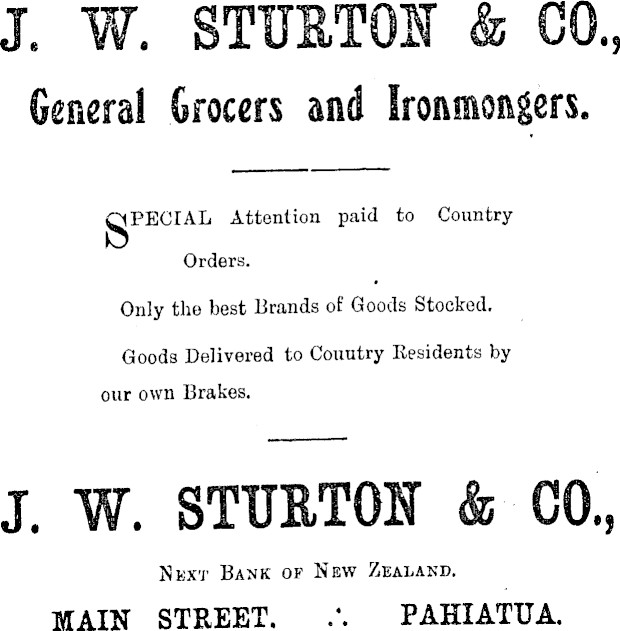 J. W. STURTON & CO.,
General Grocers and Ironmongers.
SPECIAL Attention paid to Country
Orders.
Only the best Brands of Goods Stocked.
Goods Delivered to Country Residents by
our own Brakes.
J. W. STURTON & CO.,
NEXT BANK OF NEW ZEALAND.
MAIN STREET. ∴ PAHIATUA.